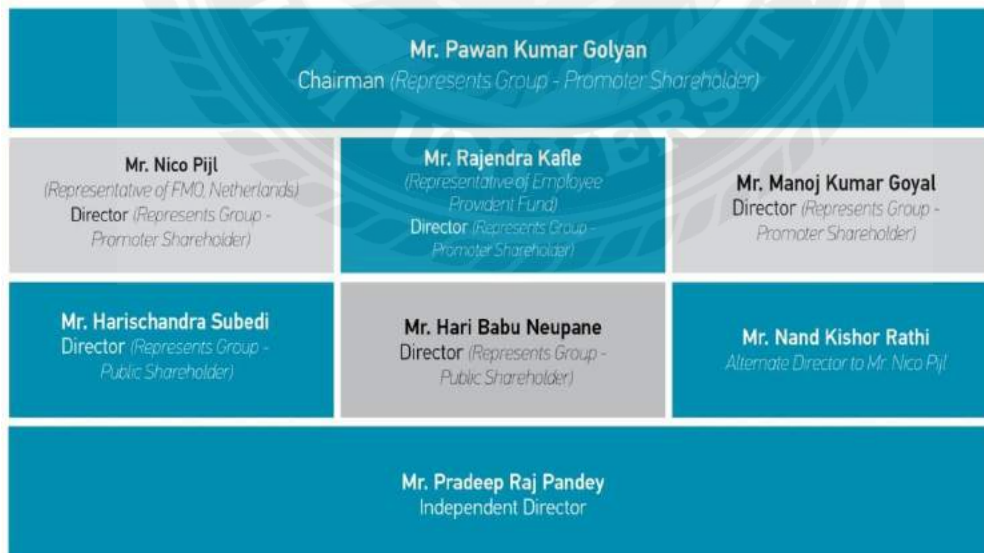 Mr. Pawan Kumar Golyan
Chairman (Represents Group - Promoter Shareholder)
Mr. Nico Pijl
(Representative of FMO, Netherlands)
Director (Represents Group -
Promoter Shareholder)
Mr. Rajendra Kafle
(Representative of Employee
Provident Fund)
Director (Represents Group -
Promoter Shareholder)
Mr. Manoj Kumar Goyal
Director (Represents Group -
Promoter Shareholder)
Mr. Harischandra Subedi
Director (Represents Group -
Public Shareholder)
Mr. Hari Babu Neupane
Director (Represents Group -
Public Shareholder)
Mr. Nand Kishor Rathi
Alternate Director to Mr. Nico Pijl
Mr. Pradeep Raj Pandey
Independent Director